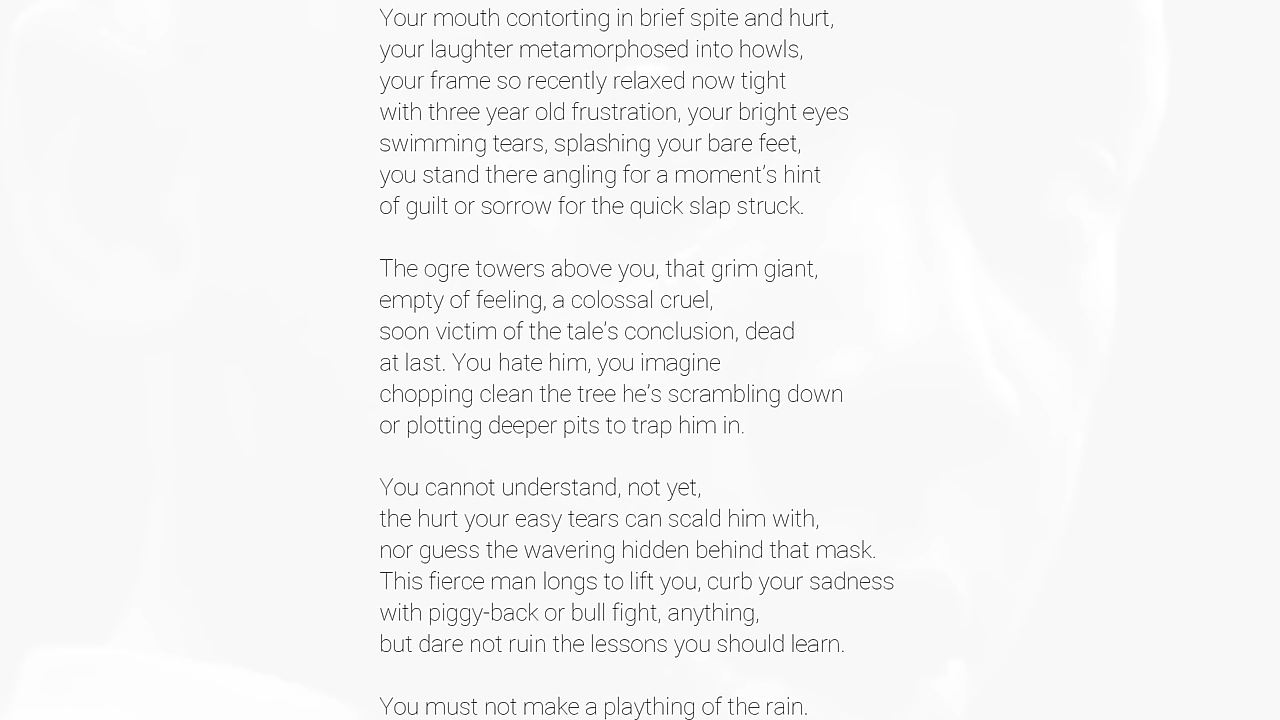 Your mouth contorting in brief spite and hurt,
your laughter metamorphosed into howls,
your frame so recently relaxed now tight
with three year old frustration, your bright eyes
swimming tears, splashing your bare feet,
you stand there angling for a moment’s hint
of guilt or sorrow for the quick slap struck.
The ogre towers above you, that grim giant,
empty of feeling, a colossal cruel,
soon victim of the tale’s conclusion, dead
at last. You hate him, you imagine
chopping clean the tree he’s scrambling down
or plotting deeper pits to trap him in.
You cannot understand, not yet,
the hurt your easy tears can scald him with,
nor guess the wavering hidden behind that mask.
This fierce man longs to lift you, curb your sadness
with piggy-back or bull fight, anything,
but dare not ruin the lessons you should learn.
You must not make a plaything of the rain.